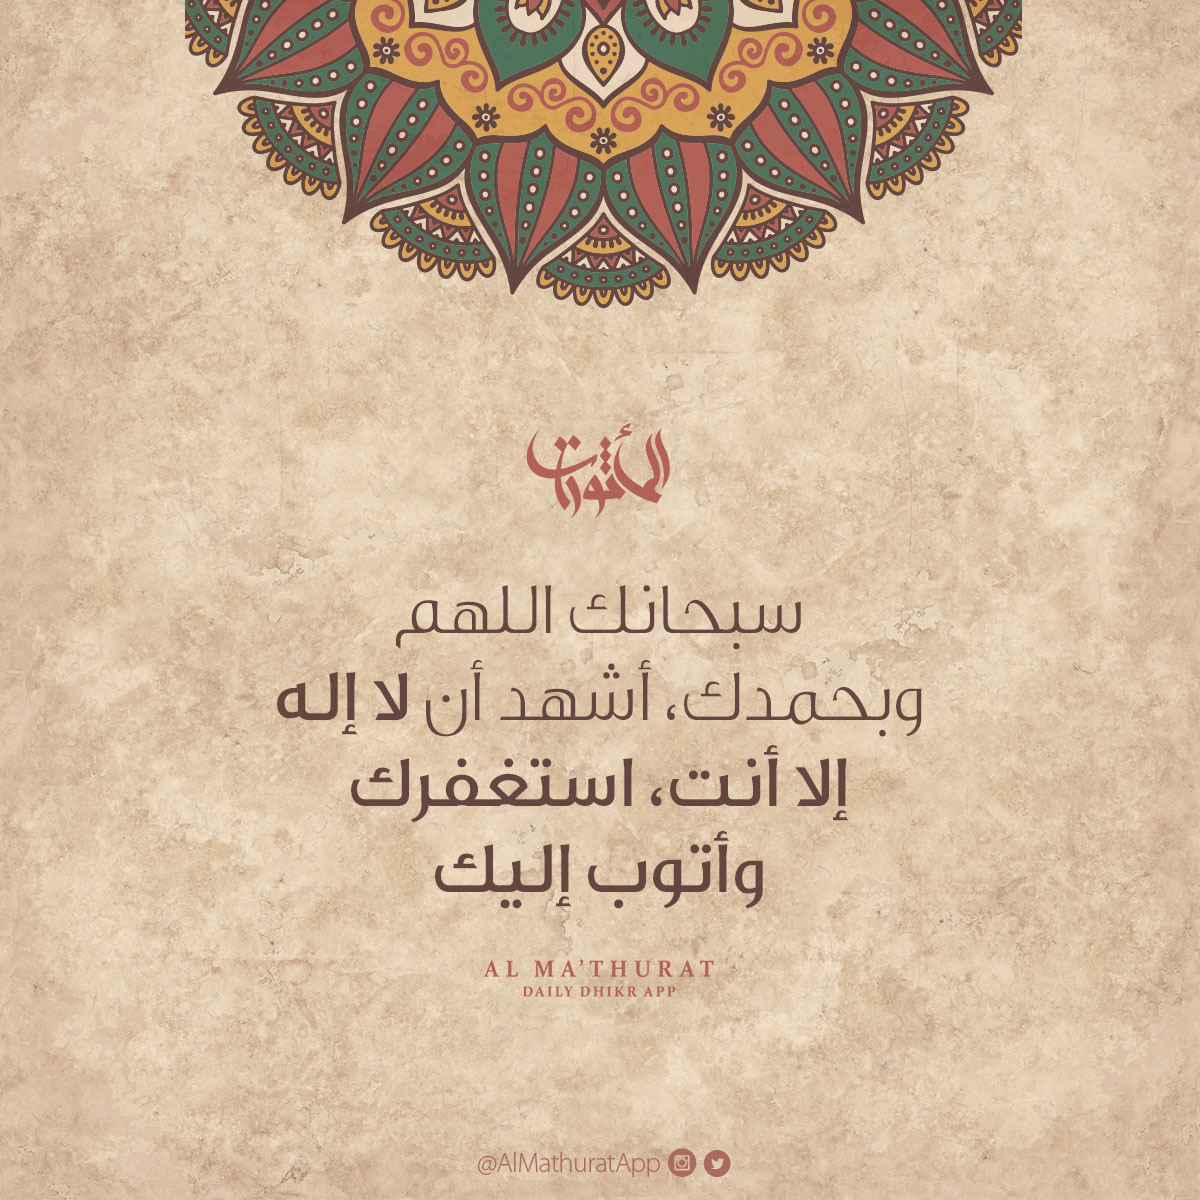 المأثورات
سبحانك اللهم
وبحمدك، أشهد أن لا إله
إلا أنت، استغفرك
وأتوب إليك
AL MA'THURAT
DAILY DHIKR APP
@AlMathuratApp